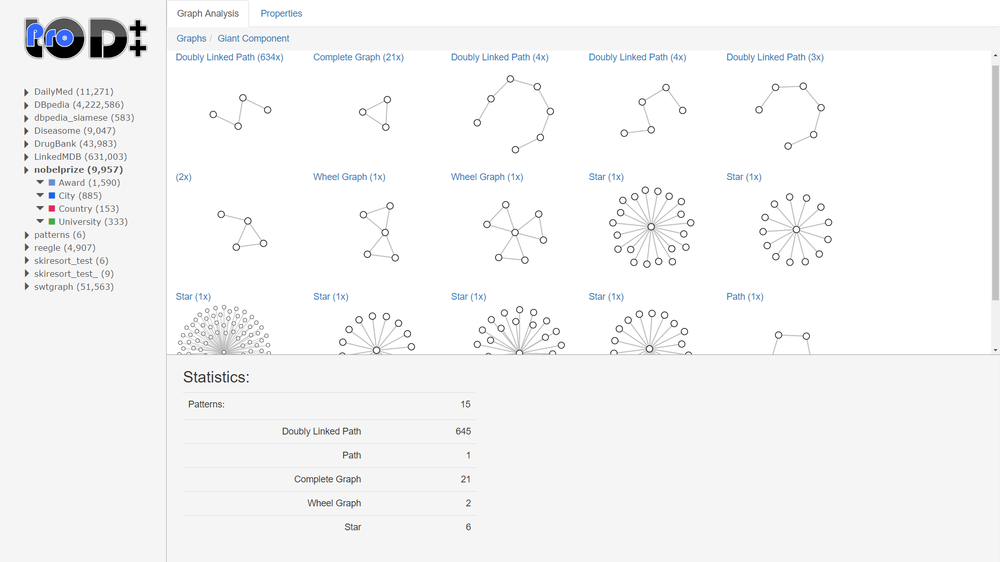 Pro LOD++
DailyMed (11,271)
DBpedia (4,222,586)
dbpedia_siamese (583)
Diseasome (9,047)
DrugBank (43,983)
LinkedMDB (631,003)
nobelprize (9,957)
Award (1,590)
City (885)
Country (153)
University (333)
patterns (6)
reegle (4,907)
skiresort_test (6)
skiresort_test_ (9)
swtgraph (51,563)
Graph Analysis Properties
Graphs / Giant Component
Doubly Linked Path (634x) Complete Graph (21x) Doubly Linked Path (4x) Doubly Linked Path (4x) Doubly Linked Path (3x)
(2x) Wheel Graph (1x) Wheel Graph (1x) Star (1x) Star (1x)
Star (1x) Star (1x) Star (1x) Star (1x) Path (1x)
Statistics:
Patterns: 15
Doubly Linked Path 645
Path 1
Complete Graph 21
Wheel Graph 2
Star 6